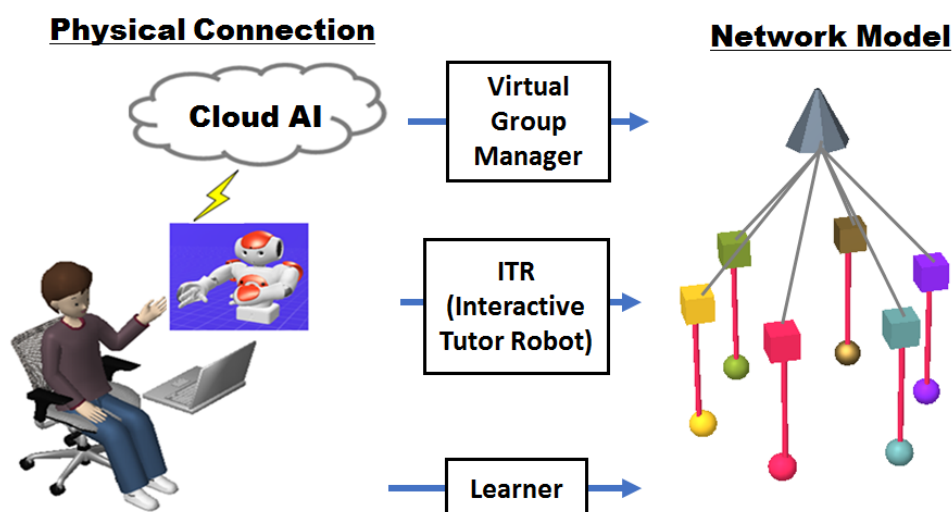 Physical Connection
Network Model
Cloud AI
Virtual
Group
Manager
ITR
(Interactive
Tutor Robot)
Learner